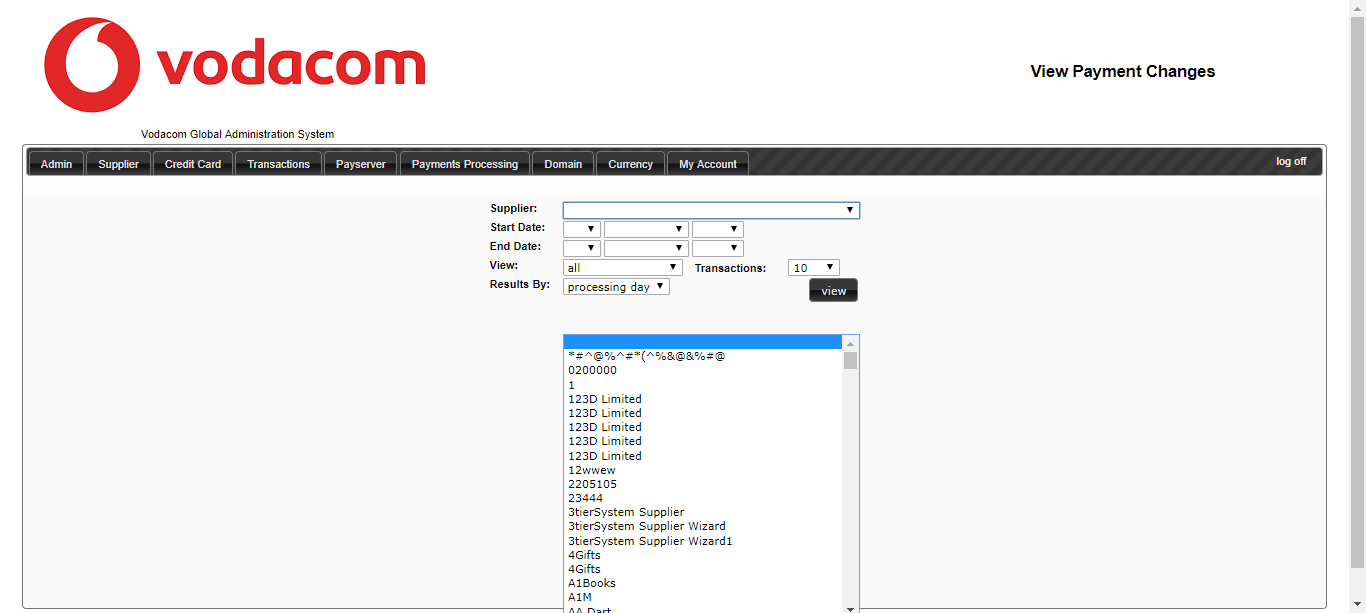 vodacom
View Payment Changes
Vodacom Global Administration System
Admin Supplier Credit Card Transactions Payserver Payments Processing Domain Currency My Account log off
Supplier:
Start Date:
End Date:
View: all Transactions: 10
Results By: processing day view
*#^@%^#*(^%&@&%#@
0200000
1
123D Limited
123D Limited
123D Limited
123D Limited
123D Limited
12wwew
2205105
23444
3tierSystem Supplier
3tierSystem Supplier Wizard
3tierSystem Supplier Wizard1
4Gifts
4Gifts
A1Books
A1M
AA Dart